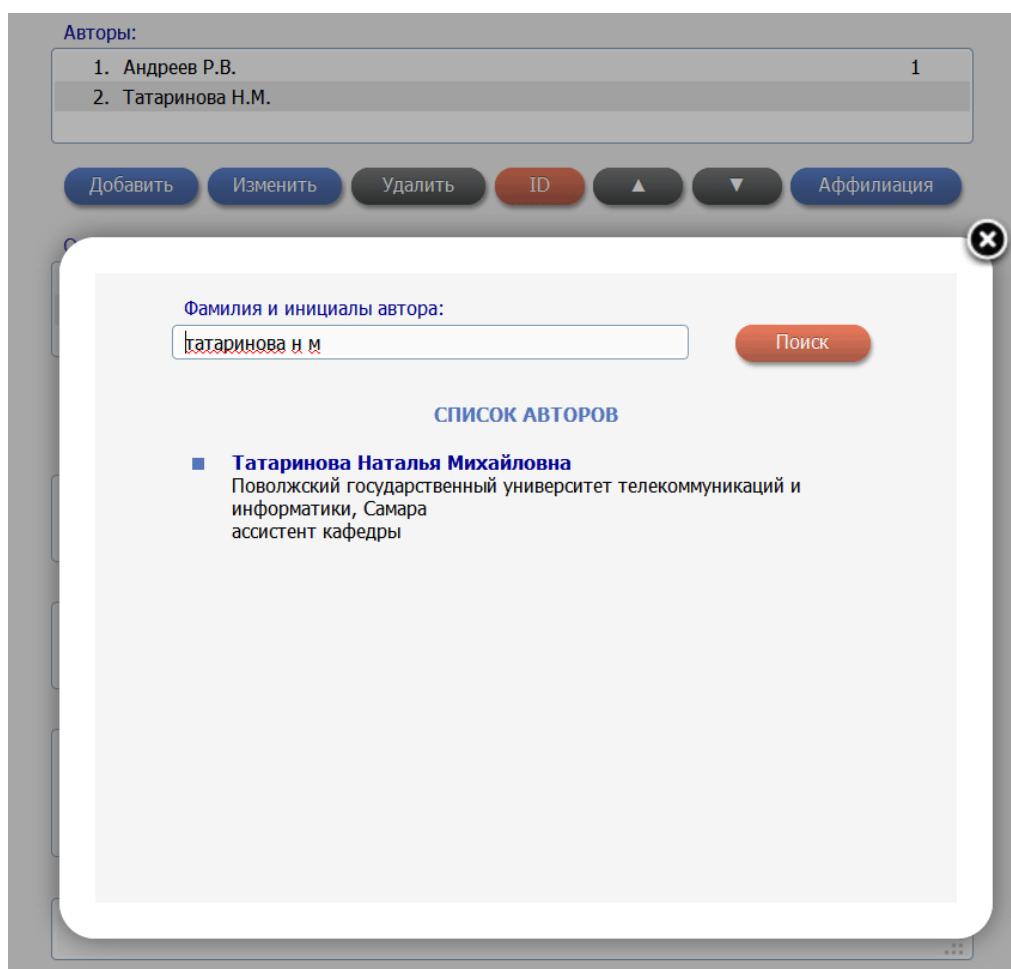 Авторы:
1. Андреев Р.В. 1
2. Татаринова Н.М.
Добавить Изменить Удалить ID ▲ ▼ Аффилиация
Фамилия и инициалы автора:
татаринова н м Поиск
СПИСОК АВТОРОВ
Татаринова Наталья Михайловна
Поволжский государственный университет телекоммуникаций и
информатики, Самара
ассистент кафедры